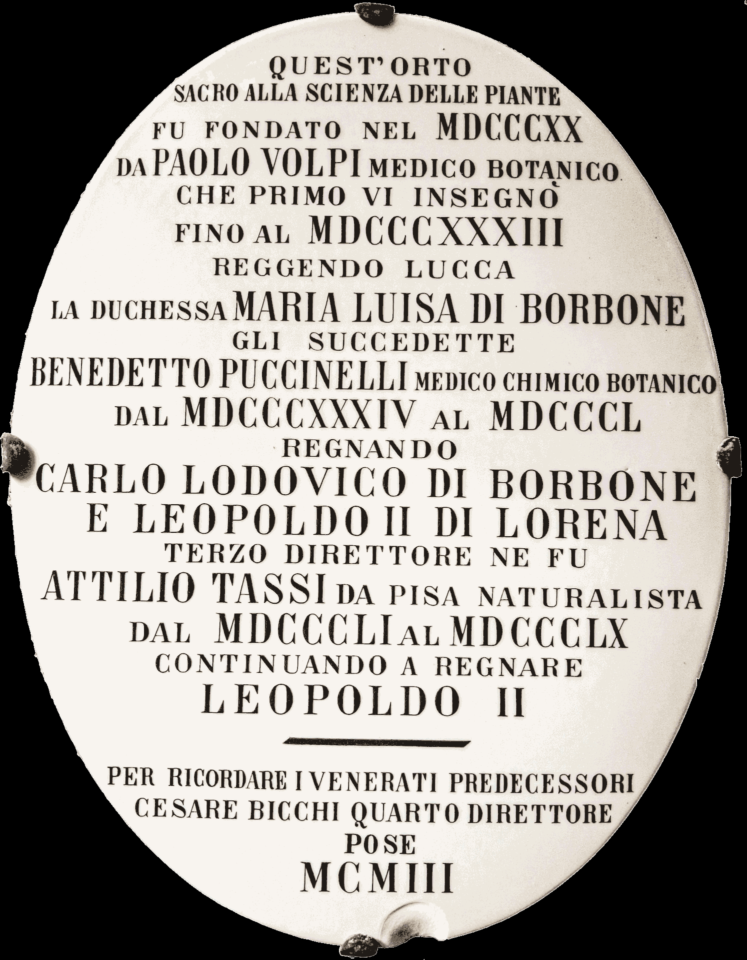 QUEST'ORTO
SACRO ALLA SCIENZA DELLE PIANTE
FU FONDATO NEL MDCCCXX
DA PAOLO VOLPI MEDICO BOTANICO
CHE PRIMO VI INSEGNÒ
FINO AL MDCCCXXXIII
REGGENDO LUCCA
LA DUCHESSA MARIA LUISA DI BORBONE
GLI SUCCEDETTE
BENEDETTO PUCCINELLI MEDICO CHIMICO BOTANICO
DAL MDCCCXXXIV AL MDCCCL
REGNANDO
CARLO LODOVICO DI BORBONE
E LEOPOLDO II DI LORENA
TERZO DIRETTORE NE FU
ATTILIO TASSI DA PISA NATURALISTA
DAL MDCCCLI AL MDCCCLX
CONTINUANDO A REGNARE
LEOPOLDO II
PER RICORDARE I VENERATI PREDECESSORI
CESARE BICCHI QUARTO DIRETTORE
POSE
MCMIII